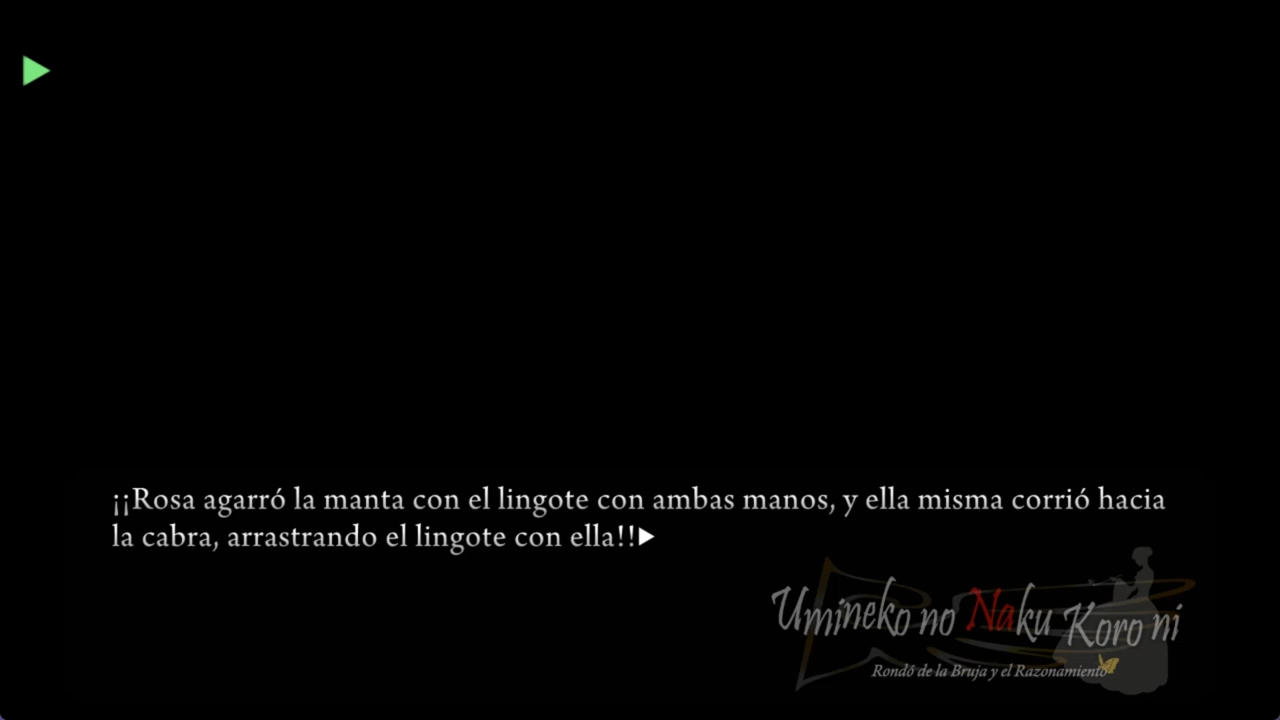 ¡¡Rosa agarró la manta con el lingote con ambas manos, y ella misma corrió hacia
la cabra, arrastrando el lingote con ella!!
Umineko no Naku Koro ni
Rondó de la Bruja y el Razonamiento